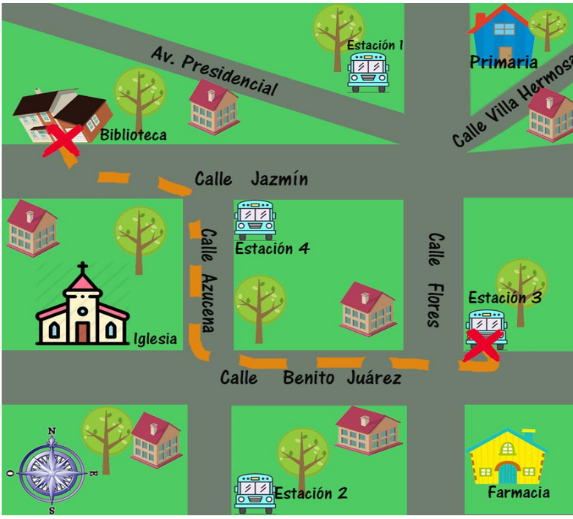 Estación 1
Primaria
Av. Presidencial
Calle Villa Hermosa
Biblioteca
Calle Jazmín
Calle Azucena
Estación 4
Calle Flores
Estación 3
Iglesia
Calle Benito Juárez
N
O
E
S
Estación 2
Farmacia